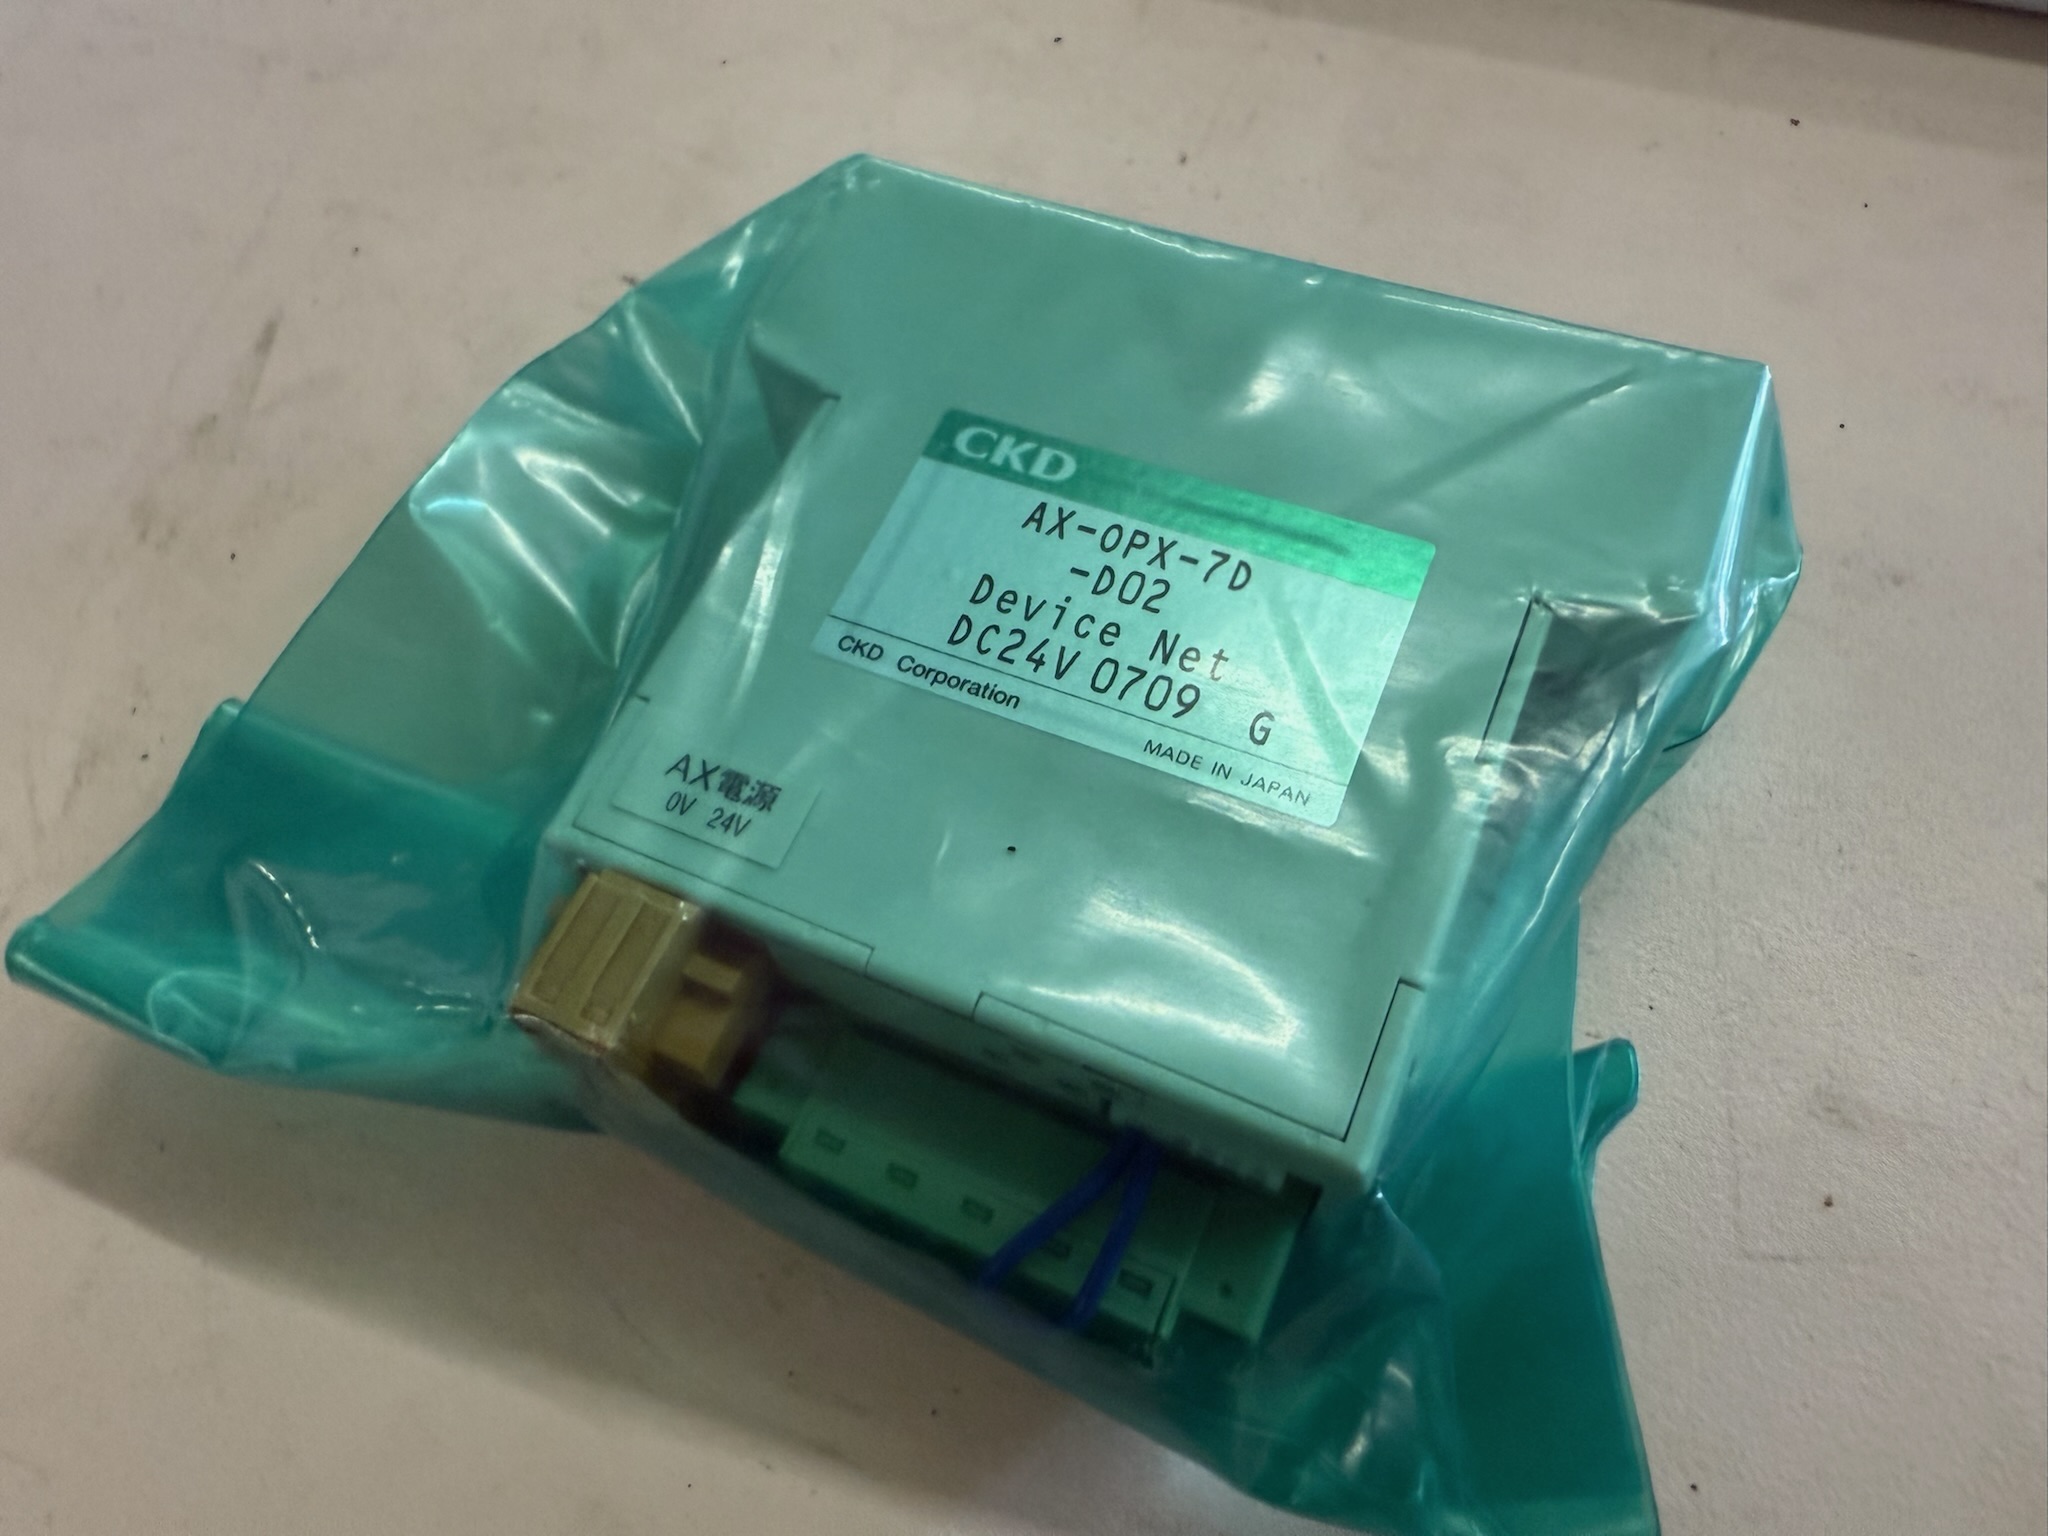 CKD
AX-OPX-7D
-D02
Device Net
DC24V 0709 G
CKD Corporation
MADE IN JAPAN
AX電源
0V 24V